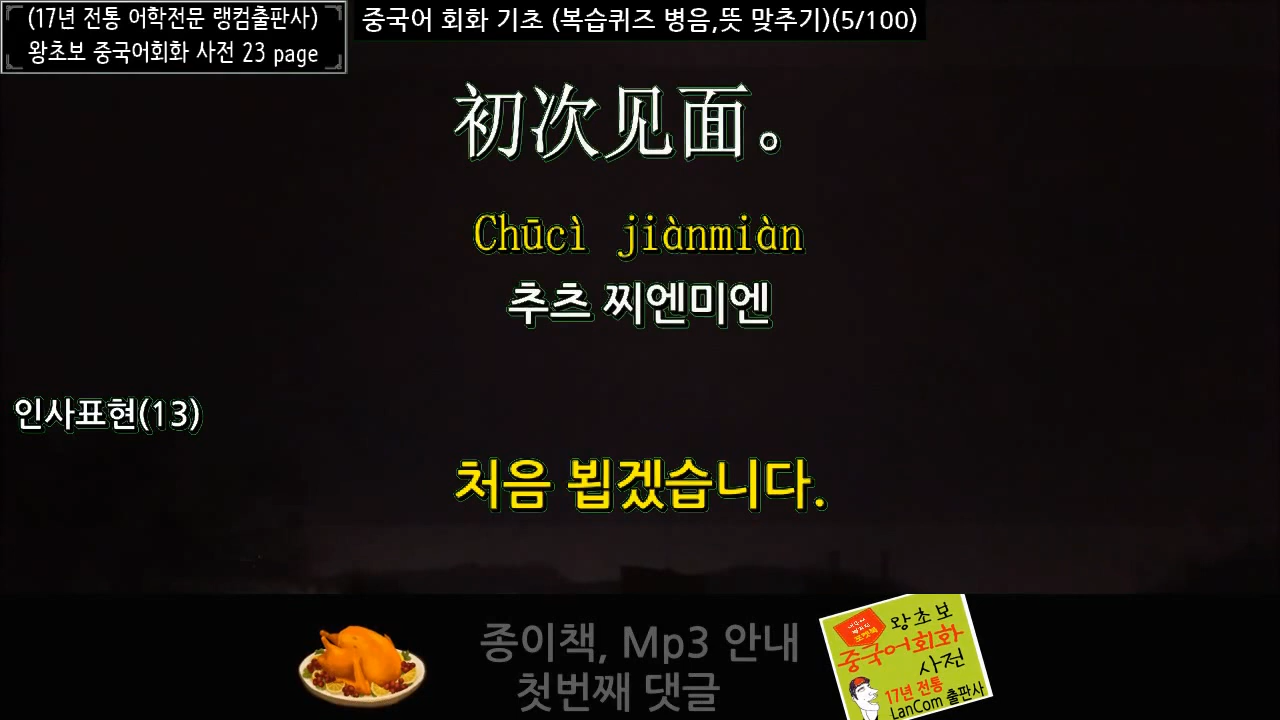 (17년 전통 어학전문 랭컴출판사)
왕초보 중국어회화 사전 23 page
중국어 회화 기초 (복습퀴즈 병음,뜻 맞추기)(5/100)
初次见面。
Chūcì jiànmiàn
추츠 찌엔미엔
인사표현(13)
처음 뵙겠습니다.
종이책, Mp3 안내
첫번째 댓글
왕초보
중국어회화
사전
17년 전통
LanCom 출판사